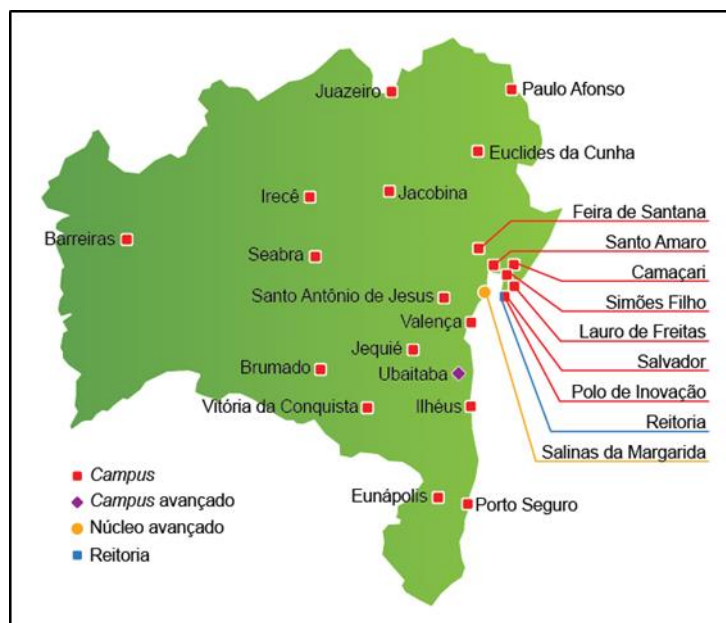 Juazeiro
Paulo Afonso
Euclides da Cunha
Jacobina
Irecê
Feira de Santana
Barreiras
Santo Amaro
Seabra
Camaçari
Santo Antônio de Jesus
Simões Filho
Valença
Lauro de Freitas
Jequié
Salvador
Brumado
Ubaitaba
Polo de Inovação
Vitória da Conquista
Ilhéus
Reitoria
Salinas da Margarida
Campus
Campus avançado
Núcleo avançado
Reitoria
Eunápolis
Porto Seguro